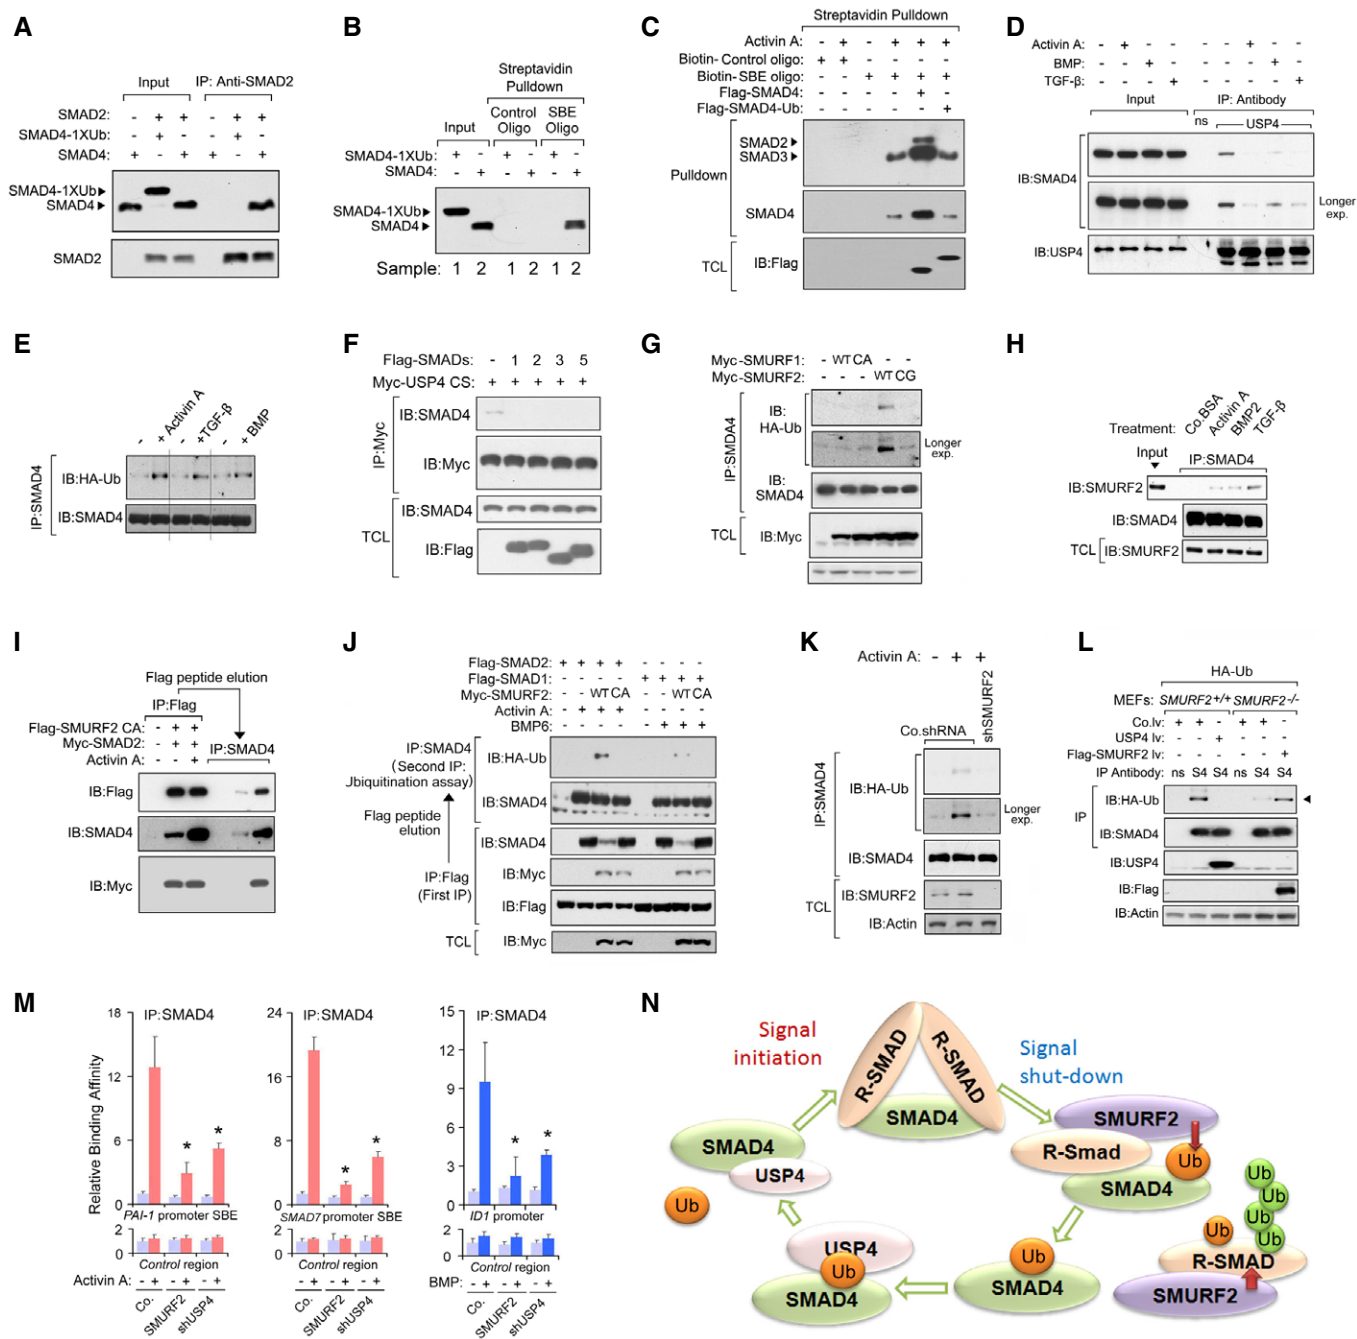 A
Input
IP: Anti-SMAD2
SMAD2: - + + - + +
SMAD4-1XUb: - + - - + -
SMAD4: + - + + - +
SMAD4-1XUb
SMAD4
SMAD2
B
Streptavidin
Pulldown
Control
Oligo
SBE
Oligo
Input
SMAD4-1XUb: + - + - + -
SMAD4: - + - + - +
SMAD4-1XUb
SMAD4
Sample: 1 2 1 2 1 2
C
Streptavidin Pulldown
Activin A: - + - - + + +
Biotin-Control oligo: + + - - - - -
Biotin-SBE oligo: - - - + + + +
Flag-SMAD4: - - - - - + -
Flag-SMAD4-Ub: - - - - - - +
Pulldown
SMAD2
SMAD3
SMAD4
TCL
IB:Flag
D
Activin A: - + - - - - + - -
BMP: - - + - - - - + -
TGF-β: - - - + - - - - +
Input
IP: Antibody
ns
USP4
IB:SMAD4
Longer
exp.
IB:USP4
E
- + Activin A - +TGF-β - + BMP
IP:SMAD4
IB:HA-Ub
IB:SMAD4
F
Flag-SMADs: - 1 2 3 5
Myc-USP4 CS: + + + + +
IP:Myc
IB:SMAD4
IB:Myc
TCL
IB:SMAD4
IB:Flag
G
Myc-SMURF1: - WT CA - -
Myc-SMURF2: - - - WT CG
IP:SMDA4
IB:
HA-Ub
Longer
exp.
IB:
SMAD4
TCL
IB:Myc
H
Treatment:
Co.BSA
Activin A
BMP2
TGF-β
Input
IP:SMAD4
IB:SMURF2
IB:SMAD4
TCL
IB:SMURF2
I
Flag peptide elution
IP:Flag
Flag-SMURF2 CA: - + +
Myc-SMAD2: - + +
IP:SMAD4
Activin A: - - +
IB:Flag
IB:SMAD4
IB:Myc
J
Flag-SMAD2: + + + + - - - -
Flag-SMAD1: - - - - + + + +
Myc-SMURF2: - - WT CA - - WT CA
Activin A: - + + + - - - -
BMP6: - - - - - + + +
IP:SMAD4
(Second IP:
Jbiquitination assay)
IB:HA-Ub
IB:SMAD4
Flag peptide
elution
IP:Flag
(First IP)
IB:SMAD4
IB:Myc
IB:Flag
TCL
IB:Myc
K
Activin A: - + +
Co.shRNA
shSMURF2
IP:SMAD4
IB:HA-Ub
Longer
exp.
IB:SMAD4
TCL
IB:SMURF2
IB:Actin
L
HA-Ub
MEFs: SMURF2+/+ SMURF2-/-
Co.lv: + + - + + -
USP4 lv: - - + - - -
Flag-SMURF2 lv: - - - - - +
IP Antibody: ns S4 S4 ns S4 S4
IP
IB:HA-Ub
IB:SMAD4
IB:USP4
IB:Flag
IB:Actin
M
Relative Binding Affinity
IP:SMAD4
18
12
6
0
* *
PAI-1 promoter SBE
2
0
Control region
Activin A: - + - + - +
Co.
SMURF2
shUSP4
IP:SMAD4
24
16
8
0
* *
SMAD7 promoter SBE
2
0
Control region
- + - + - +
Co.
SMURF2
shUSP4
IP:SMAD4
15
12
9
6
3
0
* *
ID1 promoter
2
0
Control region
BMP: - + - + - +
Co.
SMURF2
shUSP4
N
Signal
initiation
R-SMAD
R-SMAD
SMAD4
Signal
shut-down
SMURF2
R-Smad
Ub
SMAD4
SMAD4
USP4
Ub
USP4
Ub
SMAD4
Ub
SMAD4
Ub
Ub
Ub
Ub
Ub
R-SMAD
SMURF2